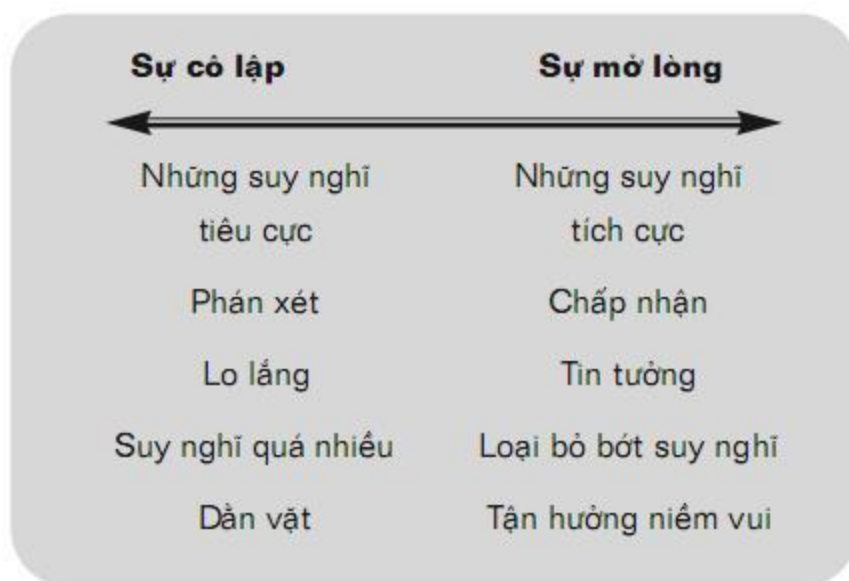 Sự cô lập Sự mở lòng
Những suy nghĩ Những suy nghĩ
tiêu cực tích cực
Phán xét Chấp nhận
Lo lắng Tin tưởng
Suy nghĩ quá nhiều Loại bỏ bớt suy nghĩ
Dằn vặt Tận hưởng niềm vui